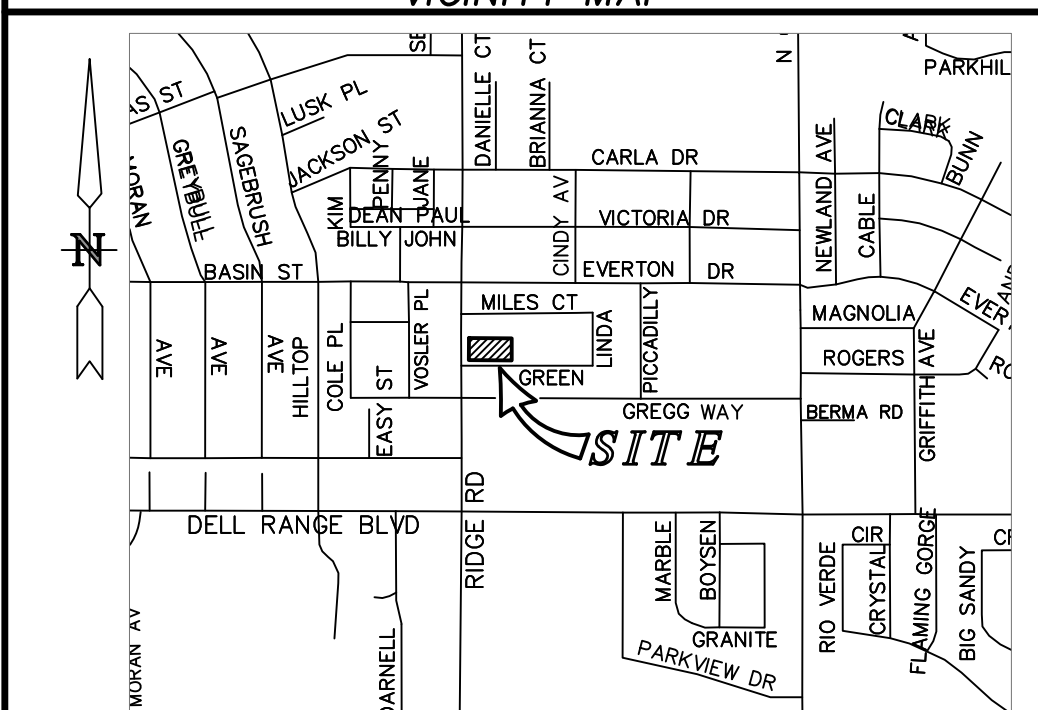 VICINITY MAP
N
AS ST
LUSK PL
JACKSON ST
SE
DANIELLE CT
BRIANNA CT
N
PARKHIL
CLARK
BUNN
MORAN
GREYBULL
SAGEBRUSH
KIM
PENNY
JANE
DEAN PAUL
BILLY JOHN
CARLA DR
CINDY AV
VICTORIA DR
NEWLAND AVE
CABLE
BASIN ST
EVERTON DR
EVER
AVE
AVE
AVE
HILLTOP
COLE PL
EASY ST
VOSLER PL
MILES CT
LINDA
PICCADILLY
GREEN
MAGNOLIA
ROGERS
RO
GREGG WAY
BERMA RD
GRIFFITH AVE
SITE
DELL RANGE BLVD
RIDGE RD
MORAN AV
DARNELL
MARBLE
BOYSEN
GRANITE
PARKVIEW DR
RIO VERDE
CIR
CRYSTAL
FLAMING GORGE
BIG SANDY